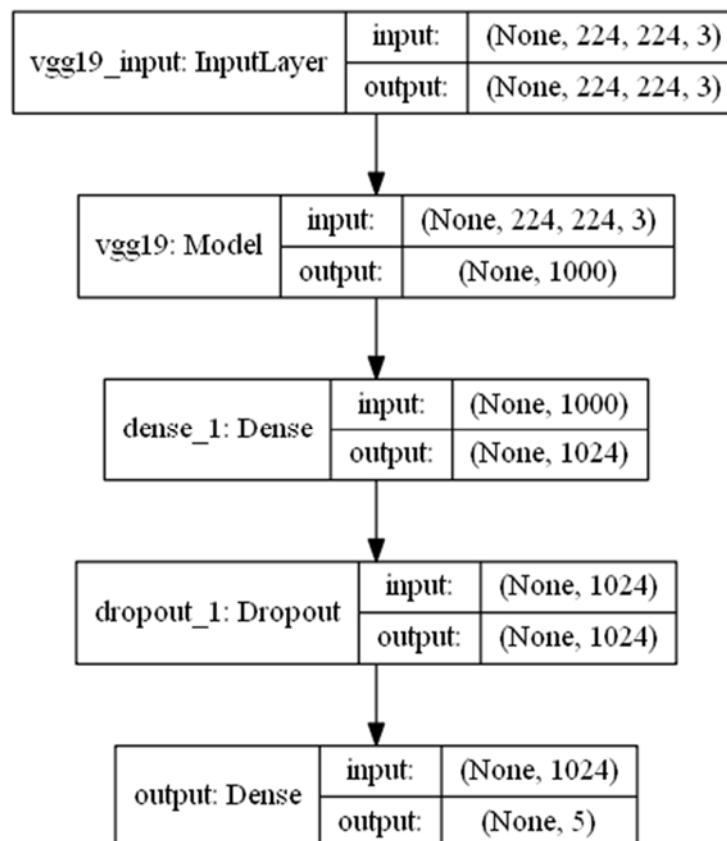 vgg19_input: InputLayer
input: (None, 224, 224, 3)
output: (None, 224, 224, 3)
vgg19: Model
input: (None, 224, 224, 3)
output: (None, 1000)
dense_1: Dense
input: (None, 1000)
output: (None, 1024)
dropout_1: Dropout
input: (None, 1024)
output: (None, 1024)
output: Dense
input: (None, 1024)
output: (None, 5)